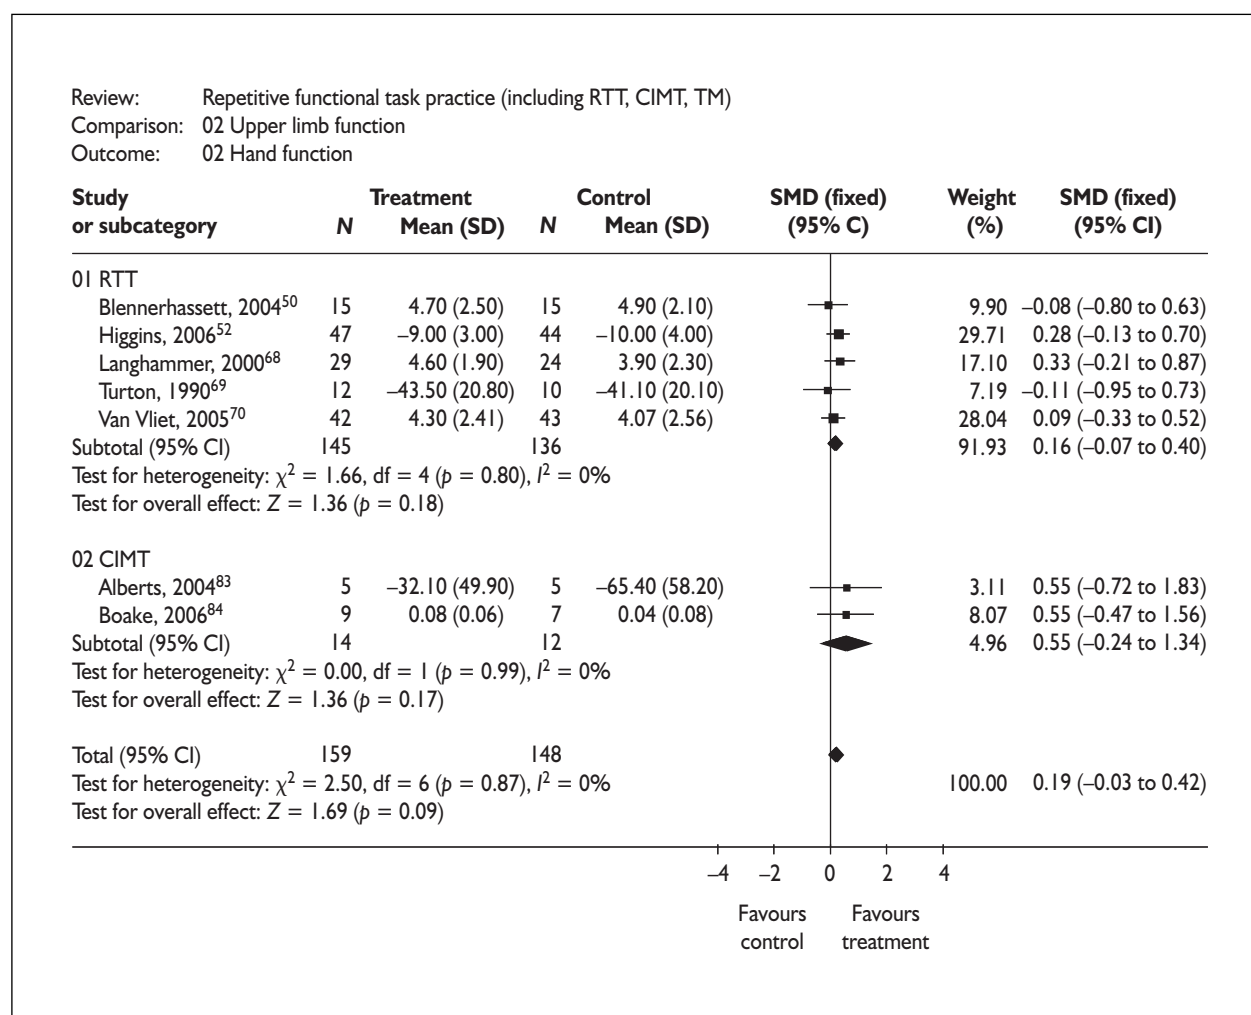 Review: Repetitive functional task practice (including RTT, CIMT, TM)
Comparison: 02 Upper limb function
Outcome: 02 Hand function
Study Treatment Control SMD (fixed) Weight SMD (fixed)
or subcategory N Mean (SD) N Mean (SD) (95% C) (%) (95% CI)
01 RTT
Blennerhassett, 2004⁵⁰ 15 4.70 (2.50) 15 4.90 (2.10) 9.90 –0.08 (–0.80 to 0.63)
Higgins, 2006⁵² 47 –9.00 (3.00) 44 –10.00 (4.00) 29.71 0.28 (–0.13 to 0.70)
Langhammer, 2000⁶⁸ 29 4.60 (1.90) 24 3.90 (2.30) 17.10 0.33 (–0.21 to 0.87)
Turton, 1990⁶⁹ 12 –43.50 (20.80) 10 –41.10 (20.10) 7.19 –0.11 (–0.95 to 0.73)
Van Vliet, 2005⁷⁰ 42 4.30 (2.41) 43 4.07 (2.56) 28.04 0.09 (–0.33 to 0.52)
Subtotal (95% CI) 145 136 91.93 0.16 (–0.07 to 0.40)
Test for heterogeneity: χ² = 1.66, df = 4 (p = 0.80), I² = 0%
Test for overall effect: Z = 1.36 (p = 0.18)
02 CIMT
Alberts, 2004⁸³ 5 –32.10 (49.90) 5 –65.40 (58.20) 3.11 0.55 (–0.72 to 1.83)
Boake, 2006⁸⁴ 9 0.08 (0.06) 7 0.04 (0.08) 8.07 0.55 (–0.47 to 1.56)
Subtotal (95% CI) 14 12 4.96 0.55 (–0.24 to 1.34)
Test for heterogeneity: χ² = 0.00, df = 1 (p = 0.99), I² = 0%
Test for overall effect: Z = 1.36 (p = 0.17)
Total (95% CI) 159 148
Test for heterogeneity: χ² = 2.50, df = 6 (p = 0.87), I² = 0% 100.00 0.19 (–0.03 to 0.42)
Test for overall effect: Z = 1.69 (p = 0.09)
–4 –2 0 2 4
Favours Favours
control treatment